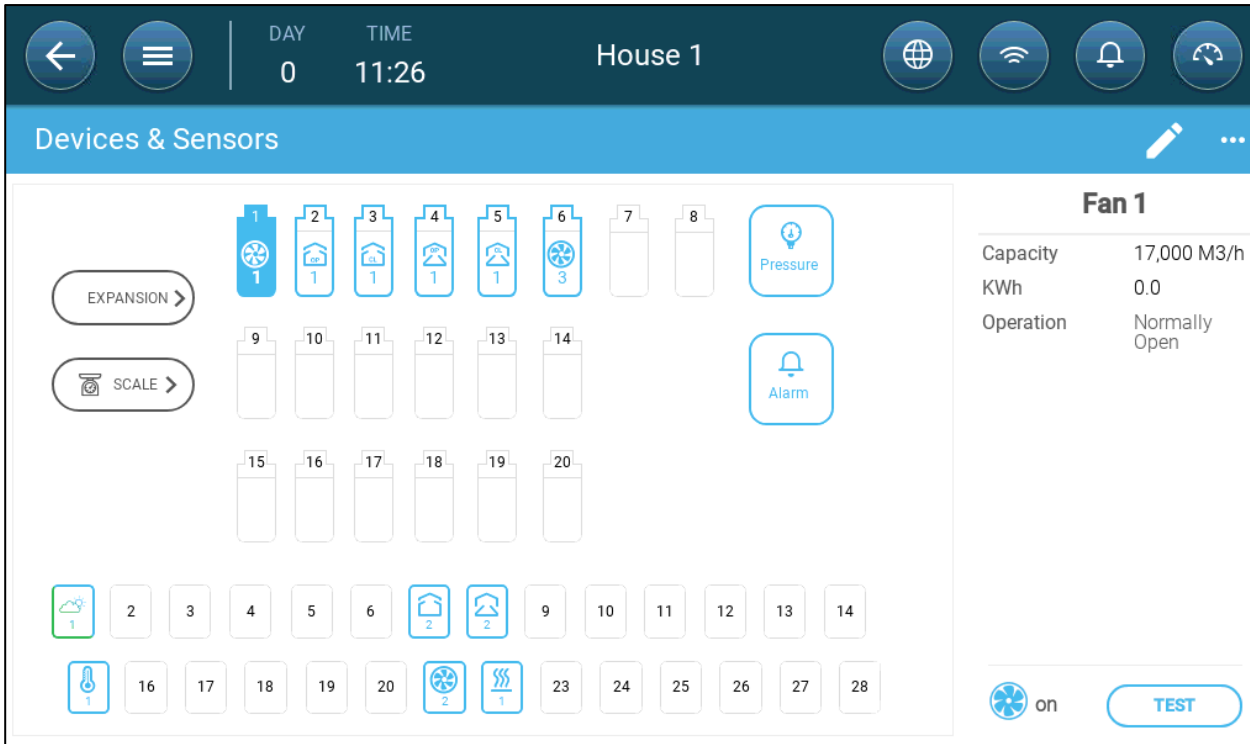 DAY TIME
0 11:26 House 1
Devices & Sensors
1 2 3 4 5 6 7 8
OP CL OP CL
1 1 1 1 1 3
Pressure
EXPANSION
9 10 11 12 13 14
SCALE
Alarm
15 16 17 18 19 20
1 2 3 4 5 6 2 2 9 10 11 12 13 14
1 16 17 18 19 20 2 1 23 24 25 26 27 28
Fan 1
Capacity 17,000 M3/h
KWh 0.0
Operation Normally
Open
on TEST